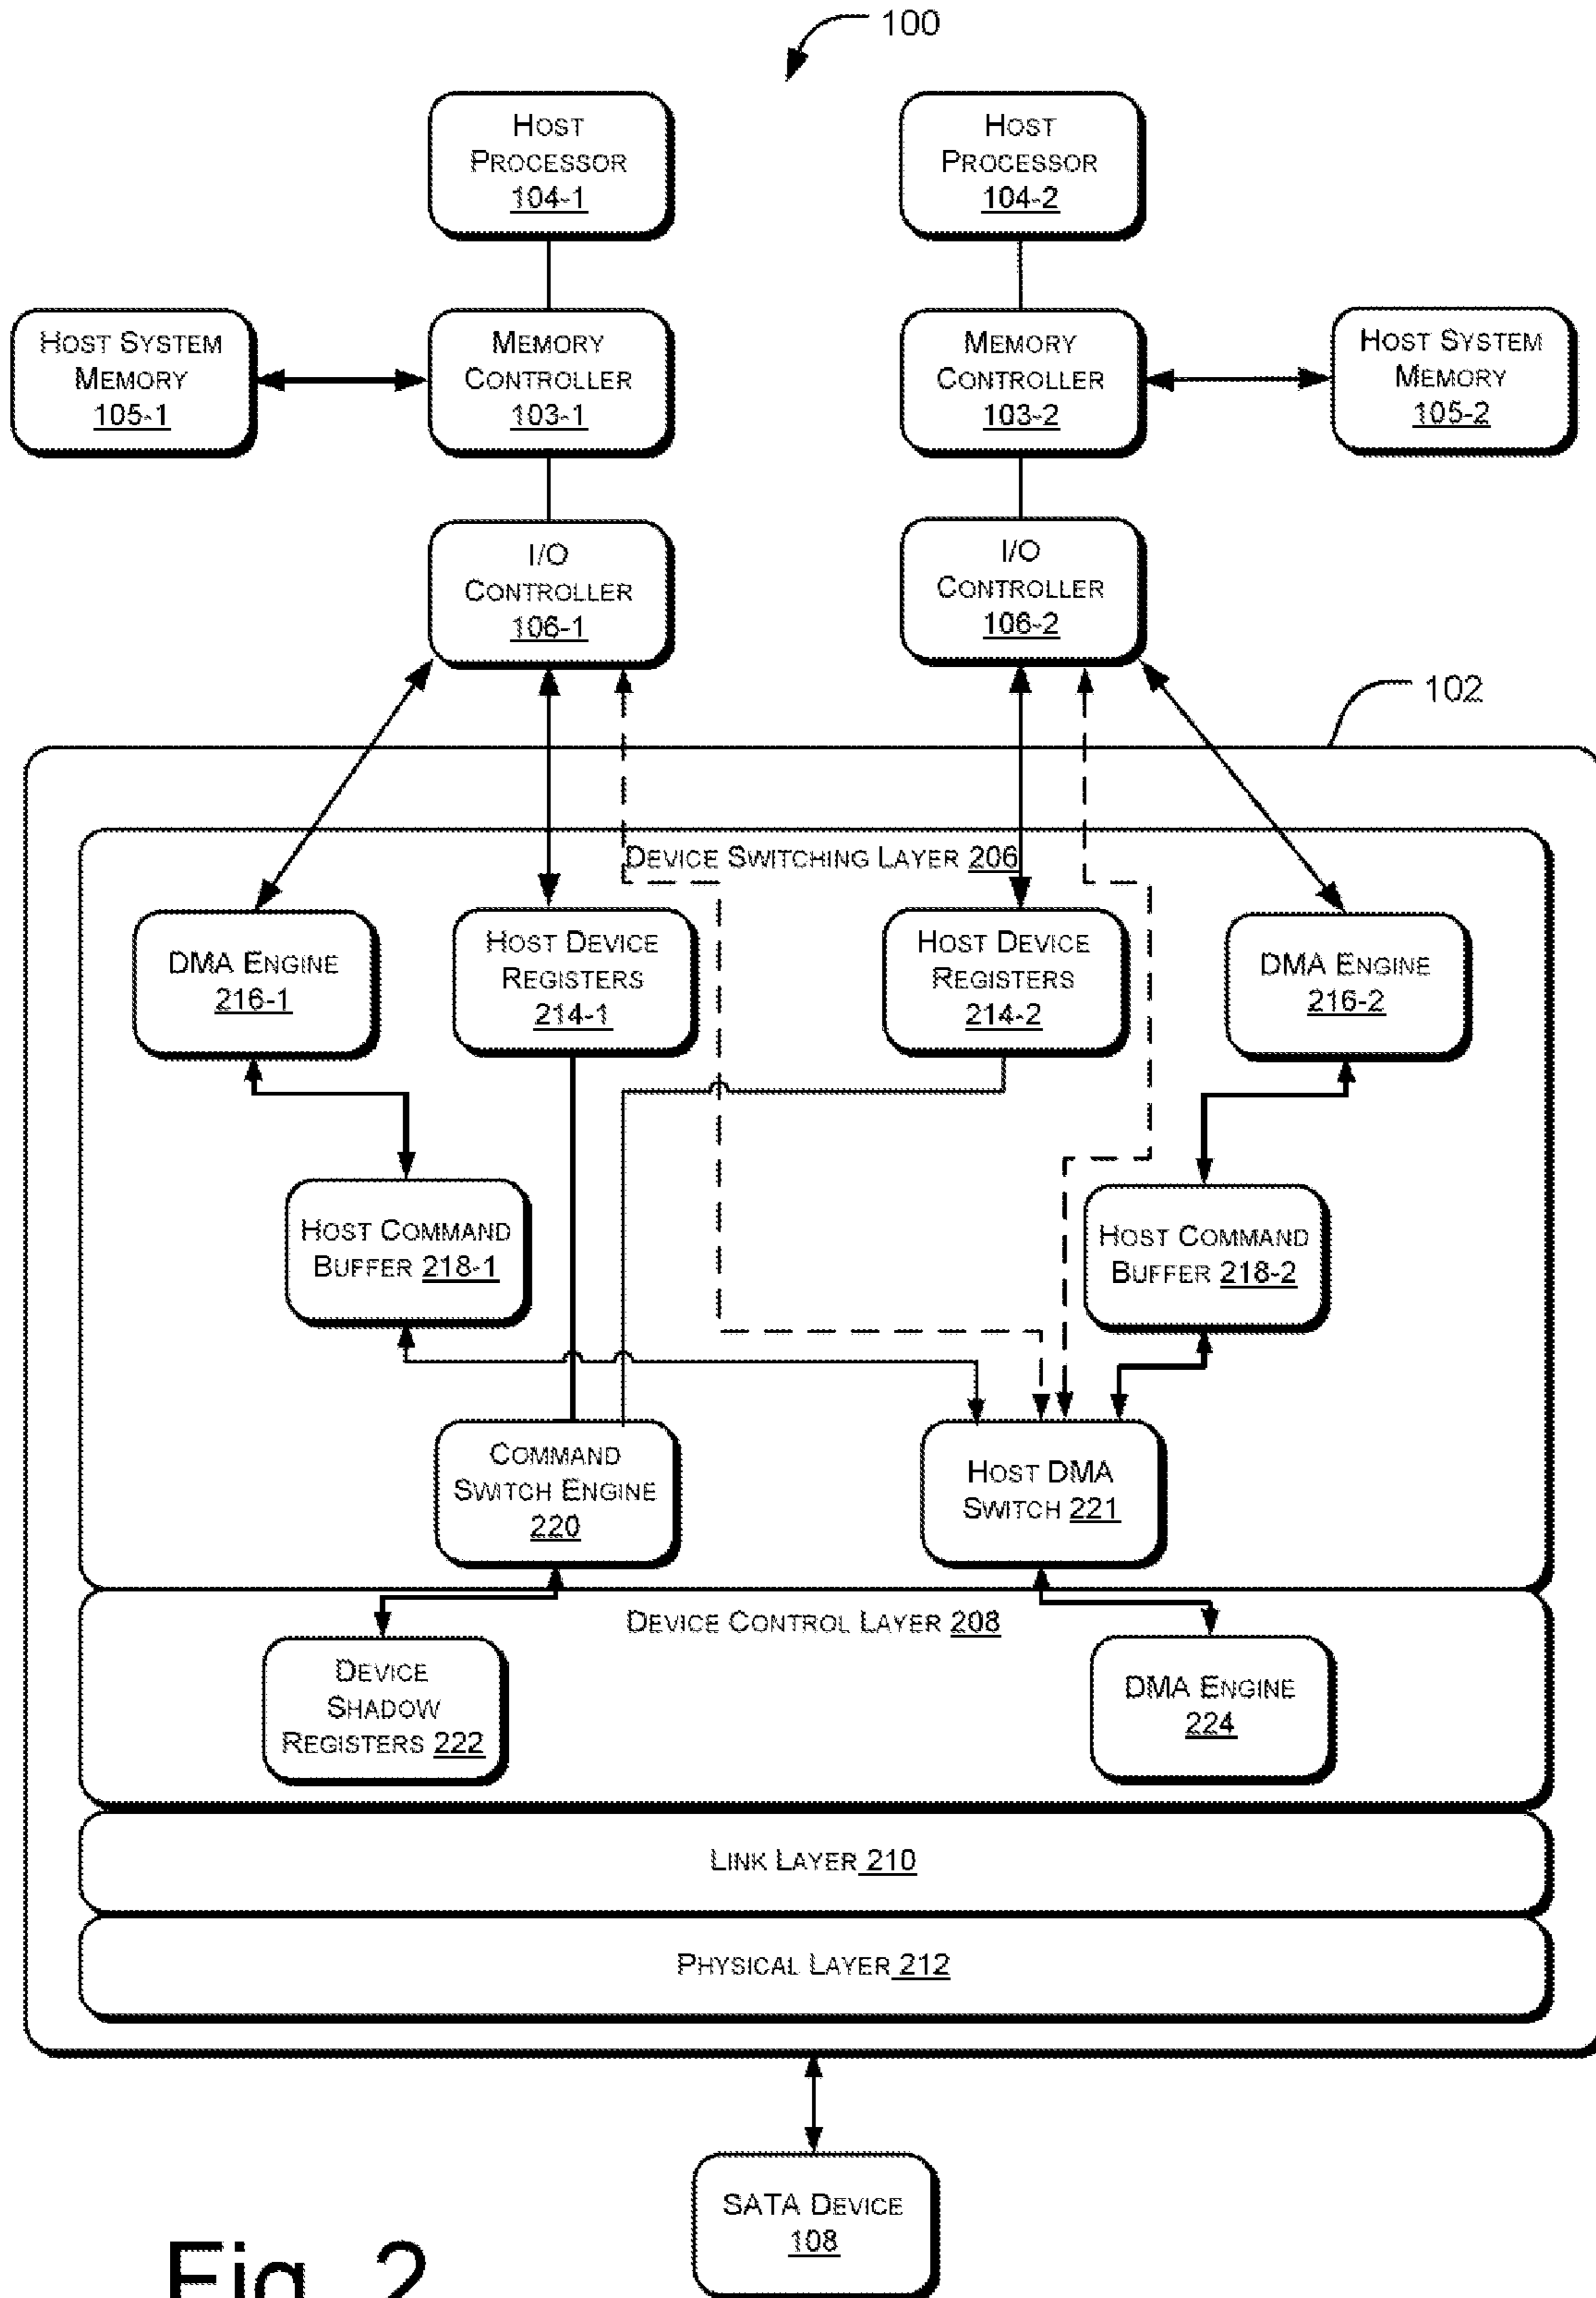 100
HOST
PROCESSOR
104-1
HOST
PROCESSOR
104-2
HOST SYSTEM
MEMORY
105-1
MEMORY
CONTROLLER
103-1
MEMORY
CONTROLLER
103-2
HOST SYSTEM
MEMORY
105-2
I/O
CONTROLLER
106-1
I/O
CONTROLLER
106-2
102
DEVICE SWITCHING LAYER 206
DMA ENGINE
216-1
HOST DEVICE
REGISTERS
214-1
HOST DEVICE
REGISTERS
214-2
DMA ENGINE
216-2
HOST COMMAND
BUFFER 218-1
HOST COMMAND
BUFFER 218-2
COMMAND
SWITCH ENGINE
220
HOST DMA
SWITCH 221
DEVICE CONTROL LAYER 208
DEVICE
SHADOW
REGISTERS 222
DMA ENGINE
224
LINK LAYER 210
PHYSICAL LAYER 212
SATA DEVICE
108
Fig. 2